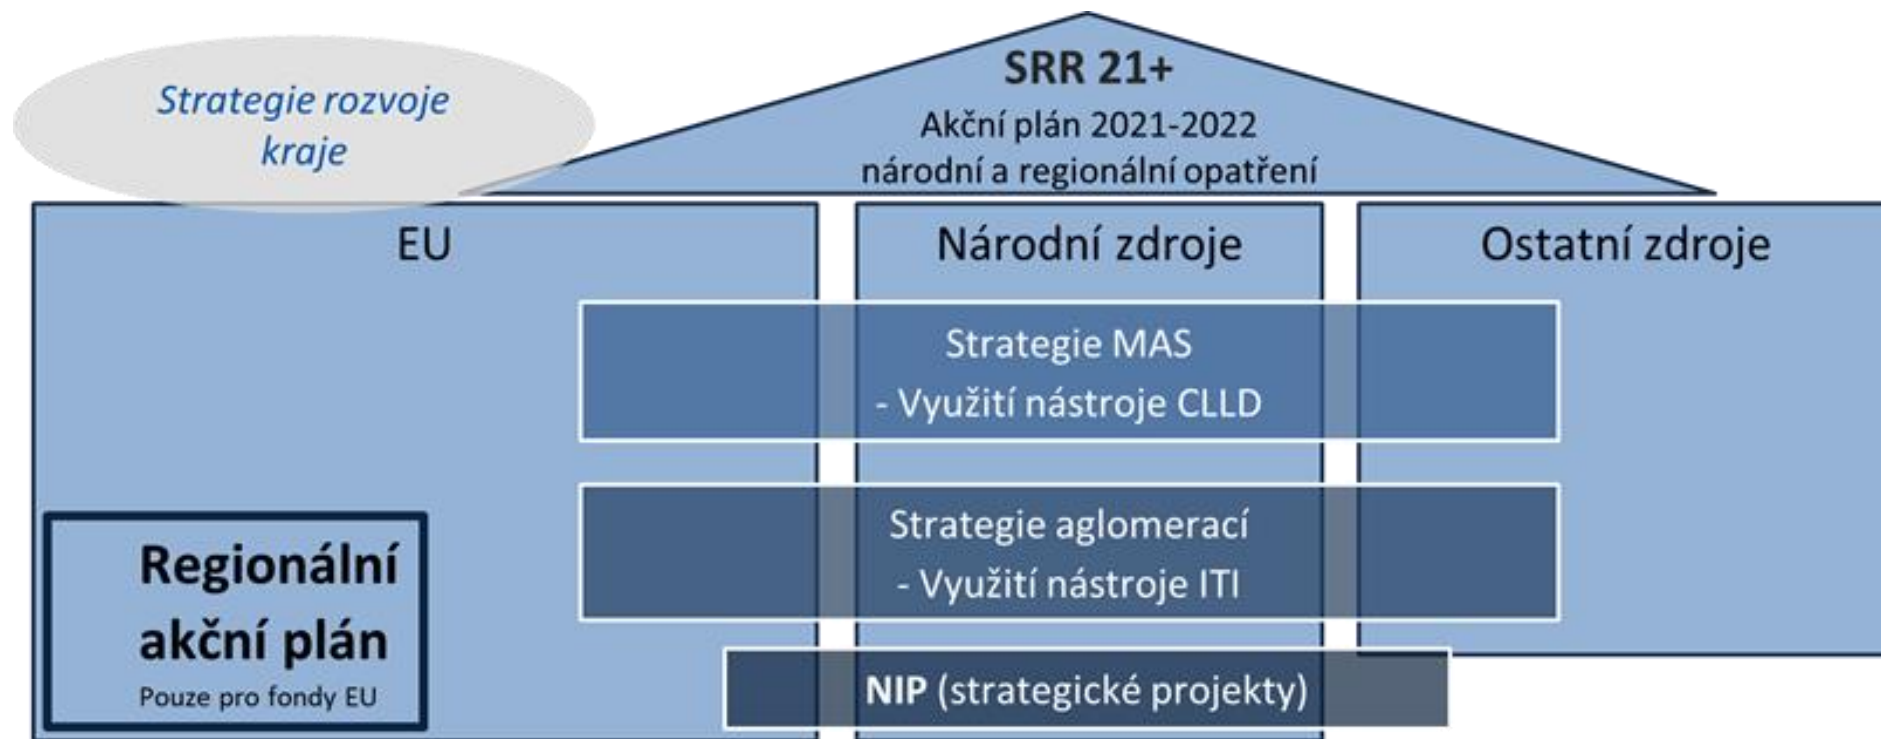 Strategie rozvoje
kraje
SRR 21+
Akční plán 2021-2022
národní a regionální opatření
EU
Národní zdroje
Ostatní zdroje
Strategie MAS
- Využití nástroje CLLD
Strategie aglomerací
- Využití nástroje ITI
Regionální
akční plán
Pouze pro fondy EU
NIP (strategické projekty)